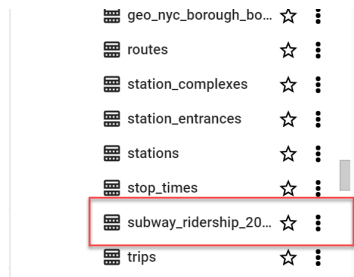 geo_nyc_borough_bo...
routes
station_complexes
station_entrances
stations
stop_times
subway_ridership_20...
trips